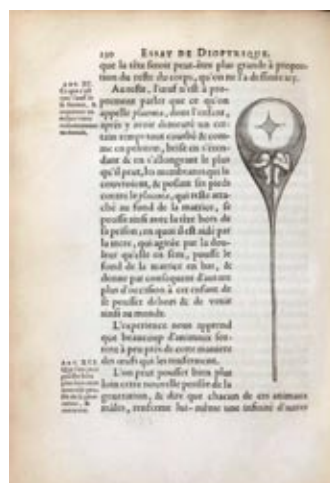 230 ESSAY DE DIOPTRIQUE.
que la tête seroit peut-être plus grande à propor-
tion du reste du corps, qu'on ne l'a dessinée icy.
Au reste, l'œuf n'est à pro-
prement parler que ce qu'on
appelle placenta, dont l'enfant,
après y avoir demeuré un cer-
tain temps tout courbé & com-
me en peloton, brise en s'éten-
dant & en s'allongeant le plus
qu'il peut, les membranes qui le
couvroient, & posant ses pieds
contre le placenta, qui reste atta-
ché au fond de la matrice, se
pousse ainsi avec la tête hors de
sa prison; en quoi il est aidé par
la mere, qui agitée par la dou-
leur qu'elle en sent, pousse le
fond de la matrice en bas, &
donne par consequent d'autant
plus d'occasion à cet enfant de
se pousser dehors & de venir
ainsi au monde.
L'experience nous apprend
que beaucoup d'animaux sor-
tent à peu près de cette maniere
des œufs qui les renferment.
L'on peut pousser bien plus
loin cette nouvelle pensée de la
generation, & dire que chacun de ces animaux
mâles, renferme lui-même une infinité d'autres
ART. XC.
ART. XCI.